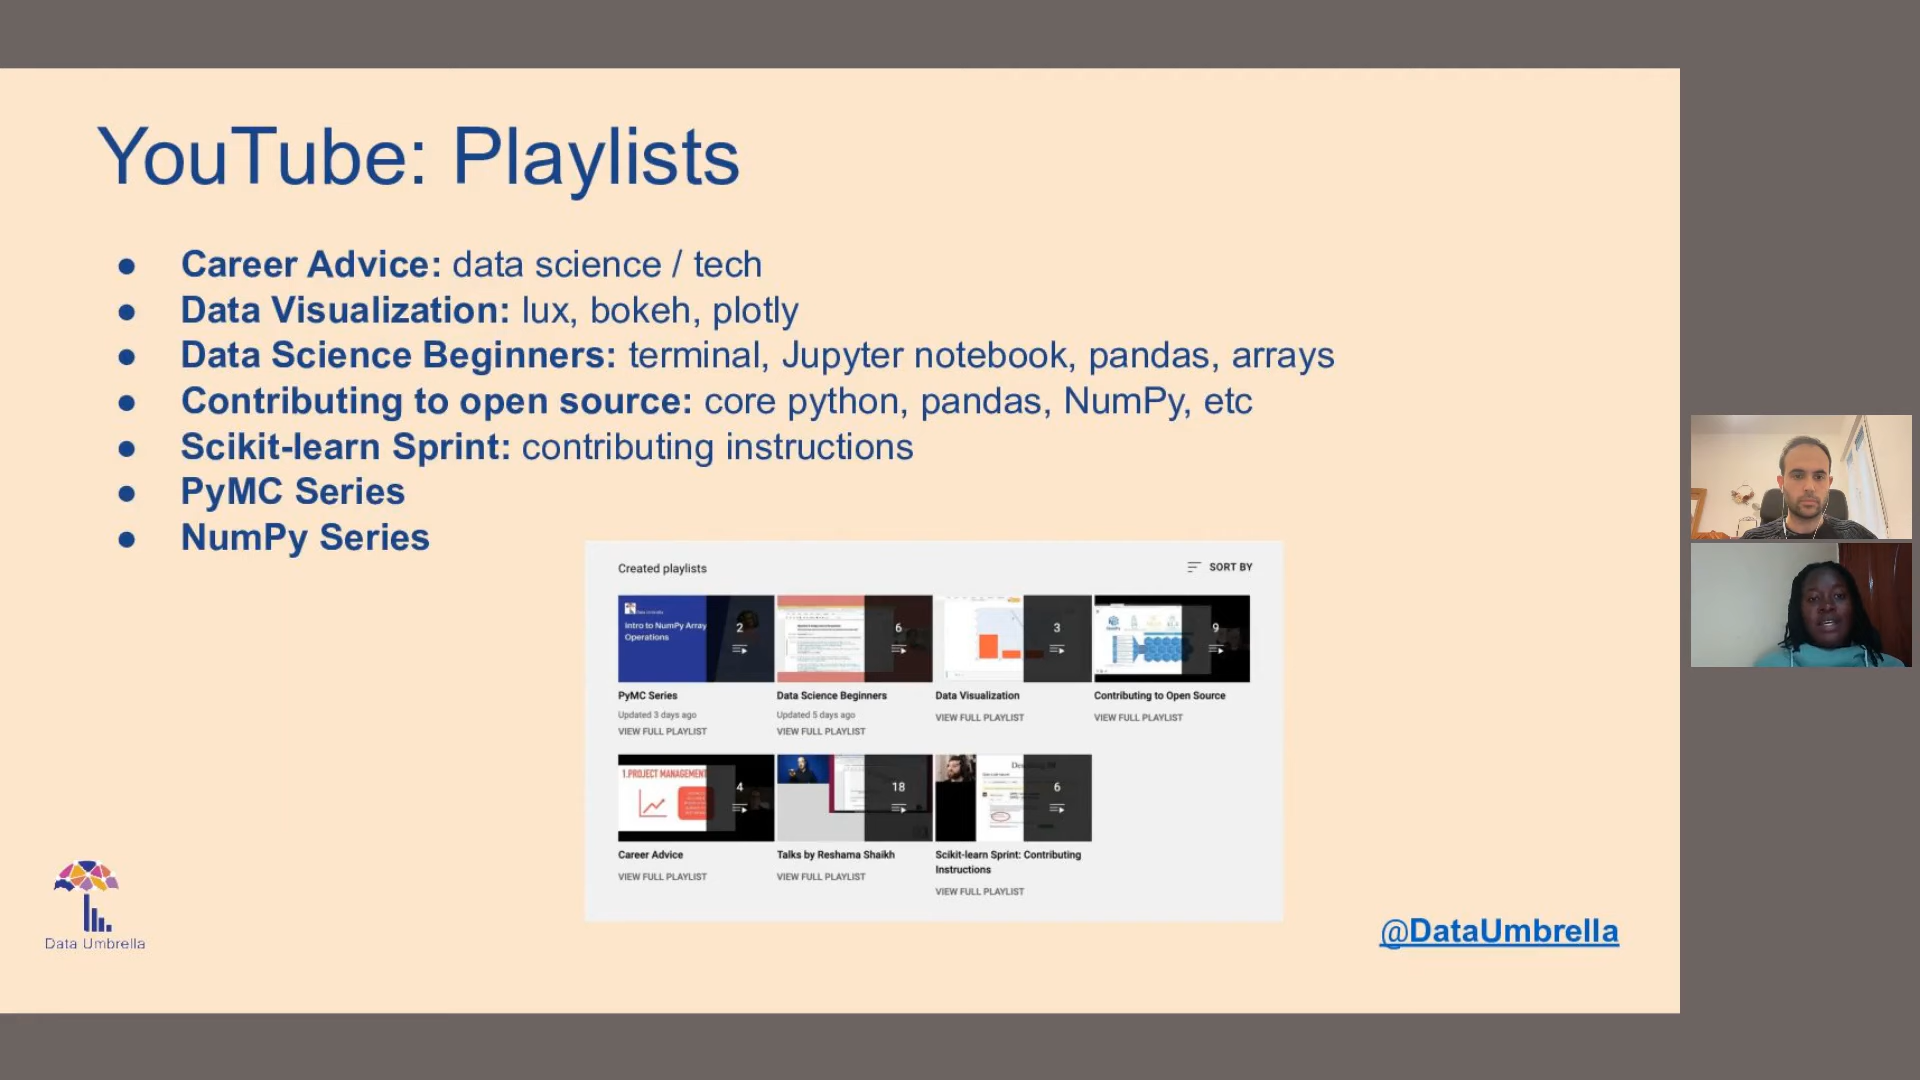 YouTube: Playlists
● Career Advice: data science / tech
● Data Visualization: lux, bokeh, plotly
● Data Science Beginners: terminal, Jupyter notebook, pandas, arrays
● Contributing to open source: core python, pandas, NumPy, etc
● Scikit-learn Sprint: contributing instructions
● PyMC Series
● NumPy Series
Created playlists
SORT BY
Intro to NumPy Array
Operations
2
6
3
9
PyMC Series
Data Science Beginners
Data Visualization
Contributing to Open Source
Updated 3 days ago
Updated 5 days ago
VIEW FULL PLAYLIST
VIEW FULL PLAYLIST
VIEW FULL PLAYLIST
VIEW FULL PLAYLIST
1.PROJECT MANAGEMENT
4
18
6
Career Advice
Talks by Reshama Shaikh
Scikit-learn Sprint: Contributing
Instructions
VIEW FULL PLAYLIST
VIEW FULL PLAYLIST
VIEW FULL PLAYLIST
Data Umbrella
@DataUmbrella